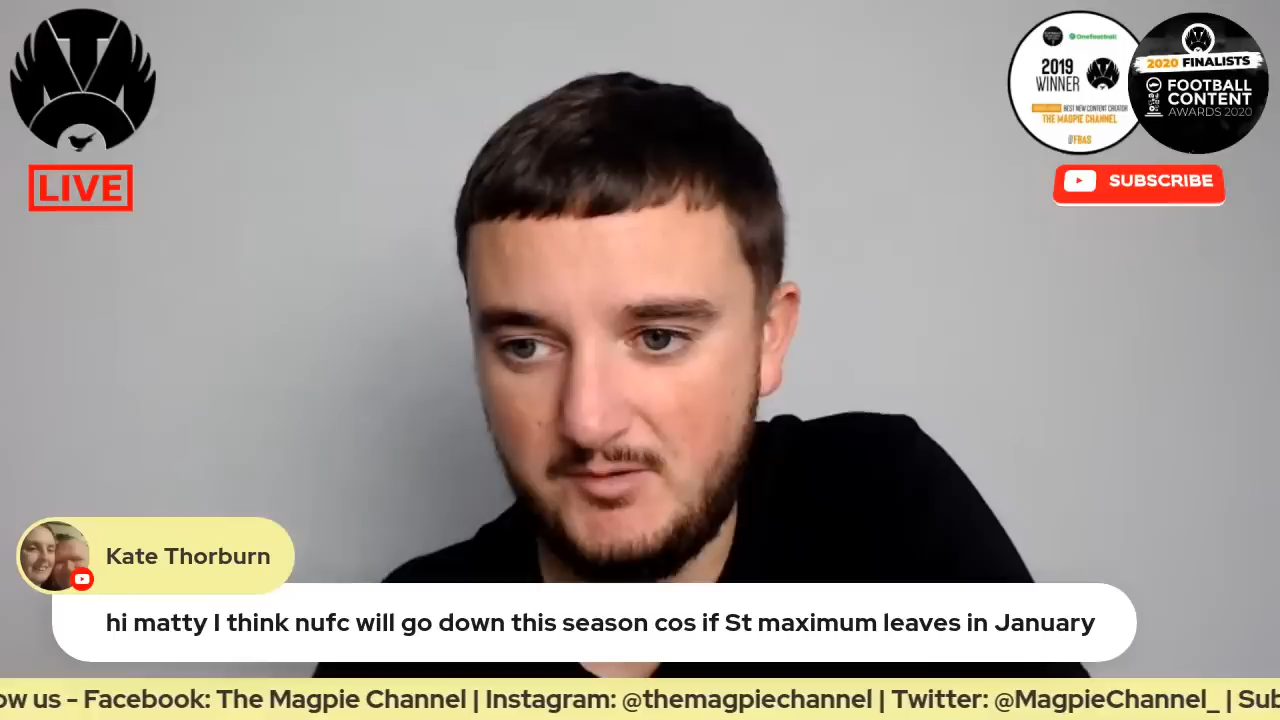 LIVE
OneFootball
2019
WINNER
BEST NEW CONTENT CREATOR
THE MAGPIE CHANNEL
@FBAS
2020 FINALISTS
FOOTBALL
CONTENT
AWARDS 2020
SUBSCRIBE
Kate Thorburn
hi matty I think nufc will go down this season cos if St maximum leaves in January
ow us - Facebook: The Magpie Channel | Instagram: @themagpiechannel | Twitter: @MagpieChannel_ | Sub